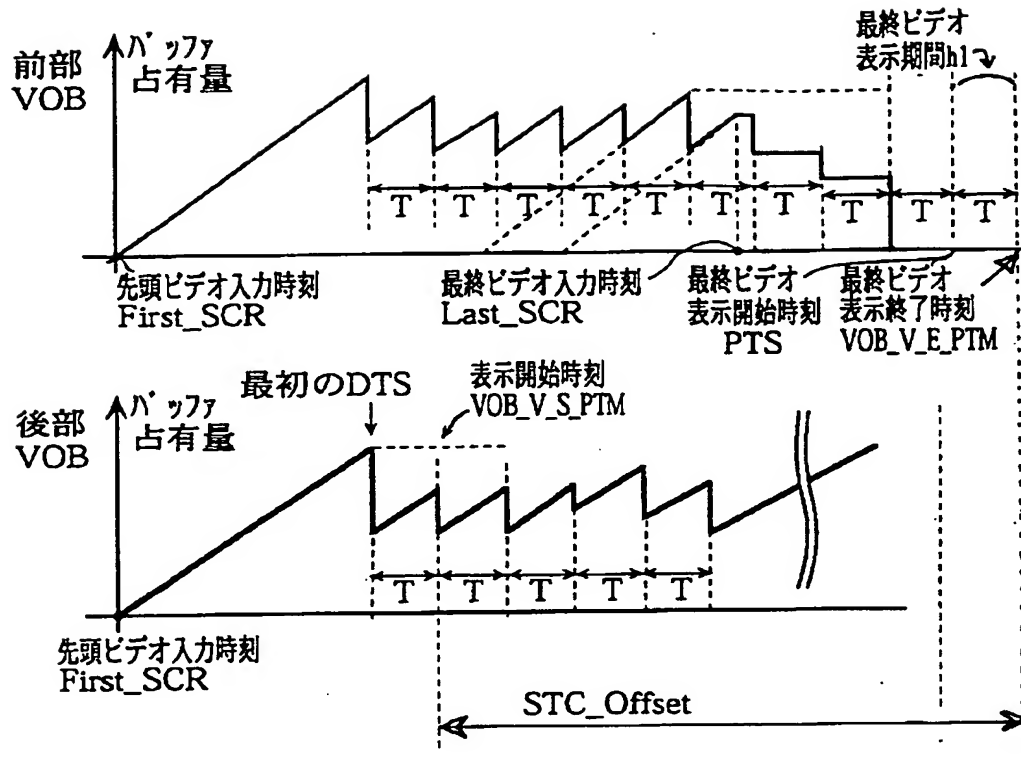 最終ビデオ
表示期間h1
前部
VOB
バッファ
占有量
T T T T T T T T T T
先頭ビデオ入力時刻
First_SCR
最終ビデオ入力時刻
Last_SCR
最終ビデオ
表示開始時刻
PTS
最終ビデオ
表示終了時刻
VOB_V_E_PTM
後部
VOB
バッファ
占有量
最初のDTS
表示開始時刻
VOB_V_S_PTM
T T T T T
先頭ビデオ入力時刻
First_SCR
STC_Offset